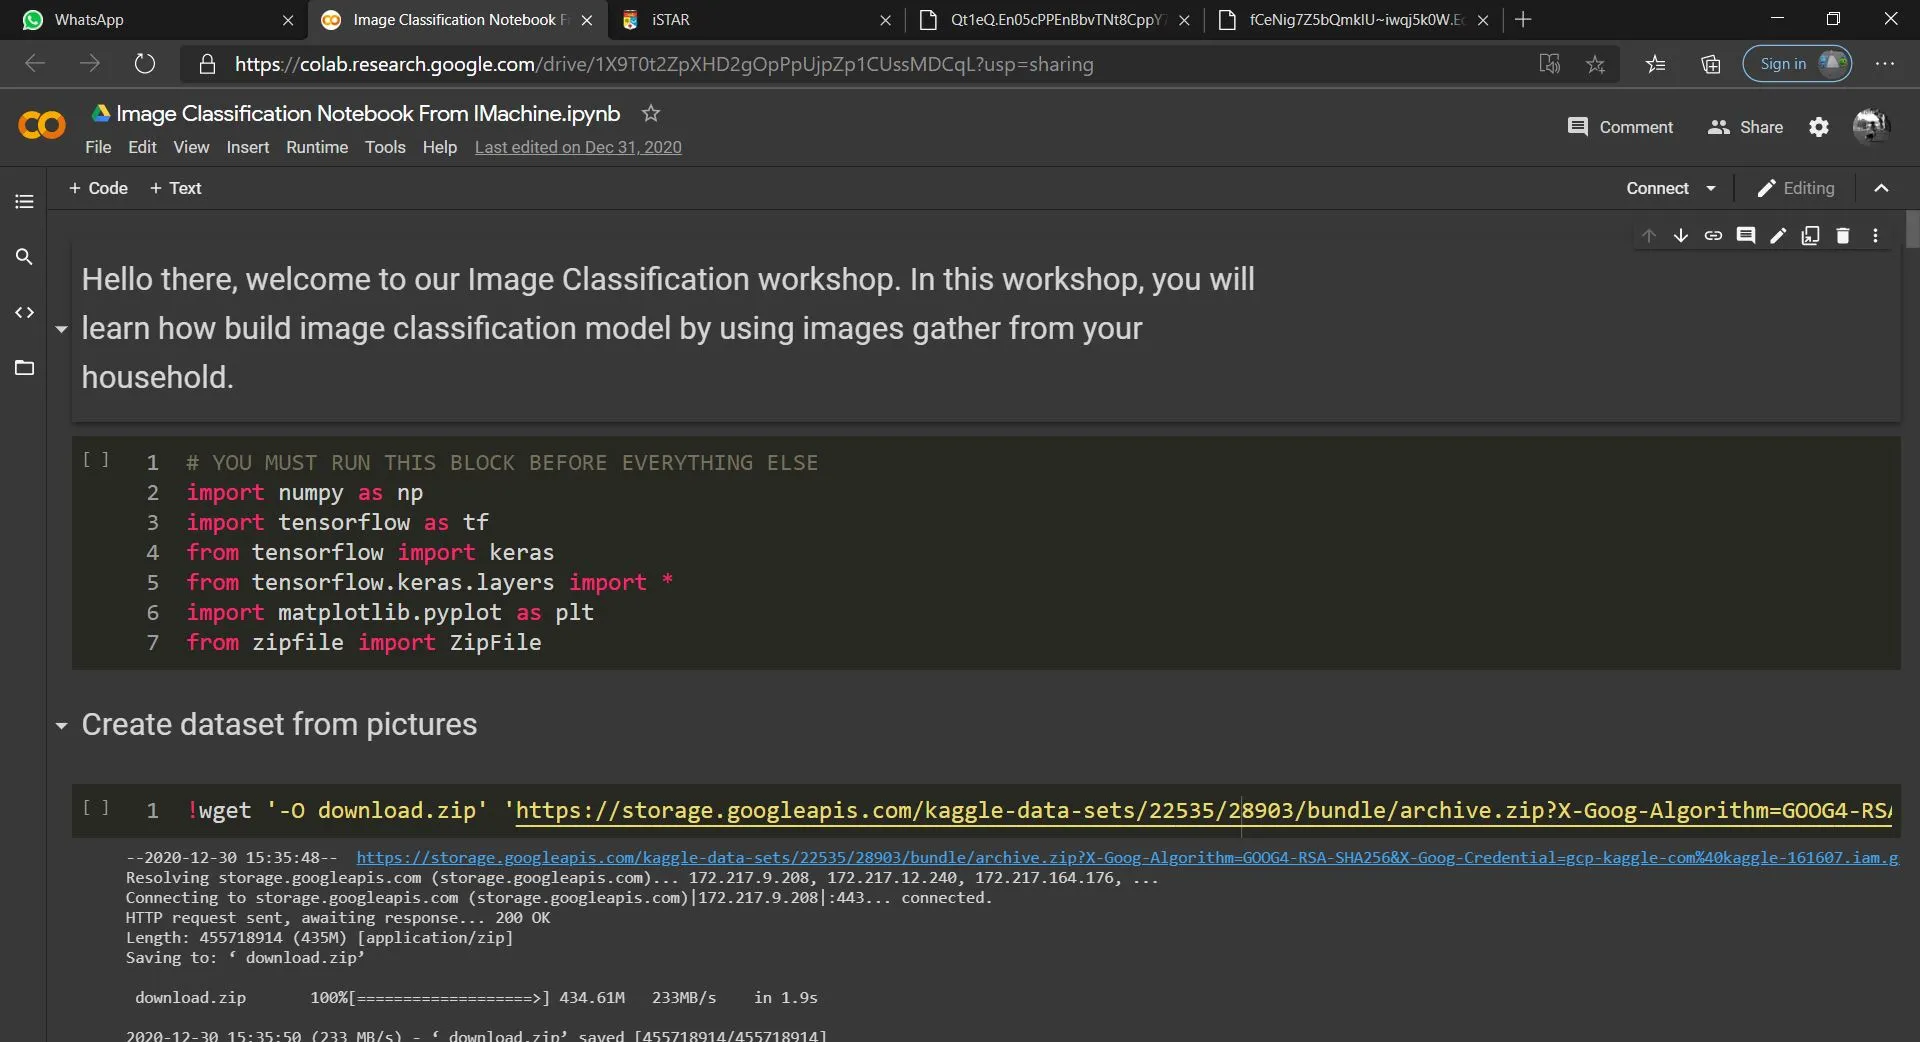 WhatsApp
Image Classification Notebook F
iSTAR
Qt1eQ.En05cPPEnBbvTNt8CppY
fCeNig7Z5bQmkIU~iwqj5k0W.E
https://colab.research.google.com/drive/1X9T0t2ZpXHD2gOpPpUjpZp1CUssMDCqL?usp=sharing
Sign in
Image Classification Notebook From IMachine.ipynb
Comment
Share
File Edit View Insert Runtime Tools Help Last edited on Dec 31, 2020
+ Code + Text
Connect
Editing
Hello there, welcome to our Image Classification workshop. In this workshop, you will
learn how build image classification model by using images gather from your
household.
[ ] 1 # YOU MUST RUN THIS BLOCK BEFORE EVERYTHING ELSE
2 import numpy as np
3 import tensorflow as tf
4 from tensorflow import keras
5 from tensorflow.keras.layers import *
6 import matplotlib.pyplot as plt
7 from zipfile import ZipFile
Create dataset from pictures
[ ] 1 !wget '-O download.zip' 'https://storage.googleapis.com/kaggle-data-sets/22535/28903/bundle/archive.zip?X-Goog-Algorithm=GOOG4-RSA
--2020-12-30 15:35:48-- https://storage.googleapis.com/kaggle-data-sets/22535/28903/bundle/archive.zip?X-Goog-Algorithm=GOOG4-RSA-SHA256&X-Goog-Credential=gcp-kaggle-com%40kaggle-161607.iam.g
Resolving storage.googleapis.com (storage.googleapis.com)... 172.217.9.208, 172.217.12.240, 172.217.164.176, ...
Connecting to storage.googleapis.com (storage.googleapis.com)|172.217.9.208|:443... connected.
HTTP request sent, awaiting response... 200 OK
Length: 455718914 (435M) [application/zip]
Saving to: ‘ download.zip’
download.zip 100%[===================>] 434.61M 233MB/s in 1.9s
2020-12-30 15:35:50 (233 MB/s) - ‘ download.zip’ saved [455718914/455718914]